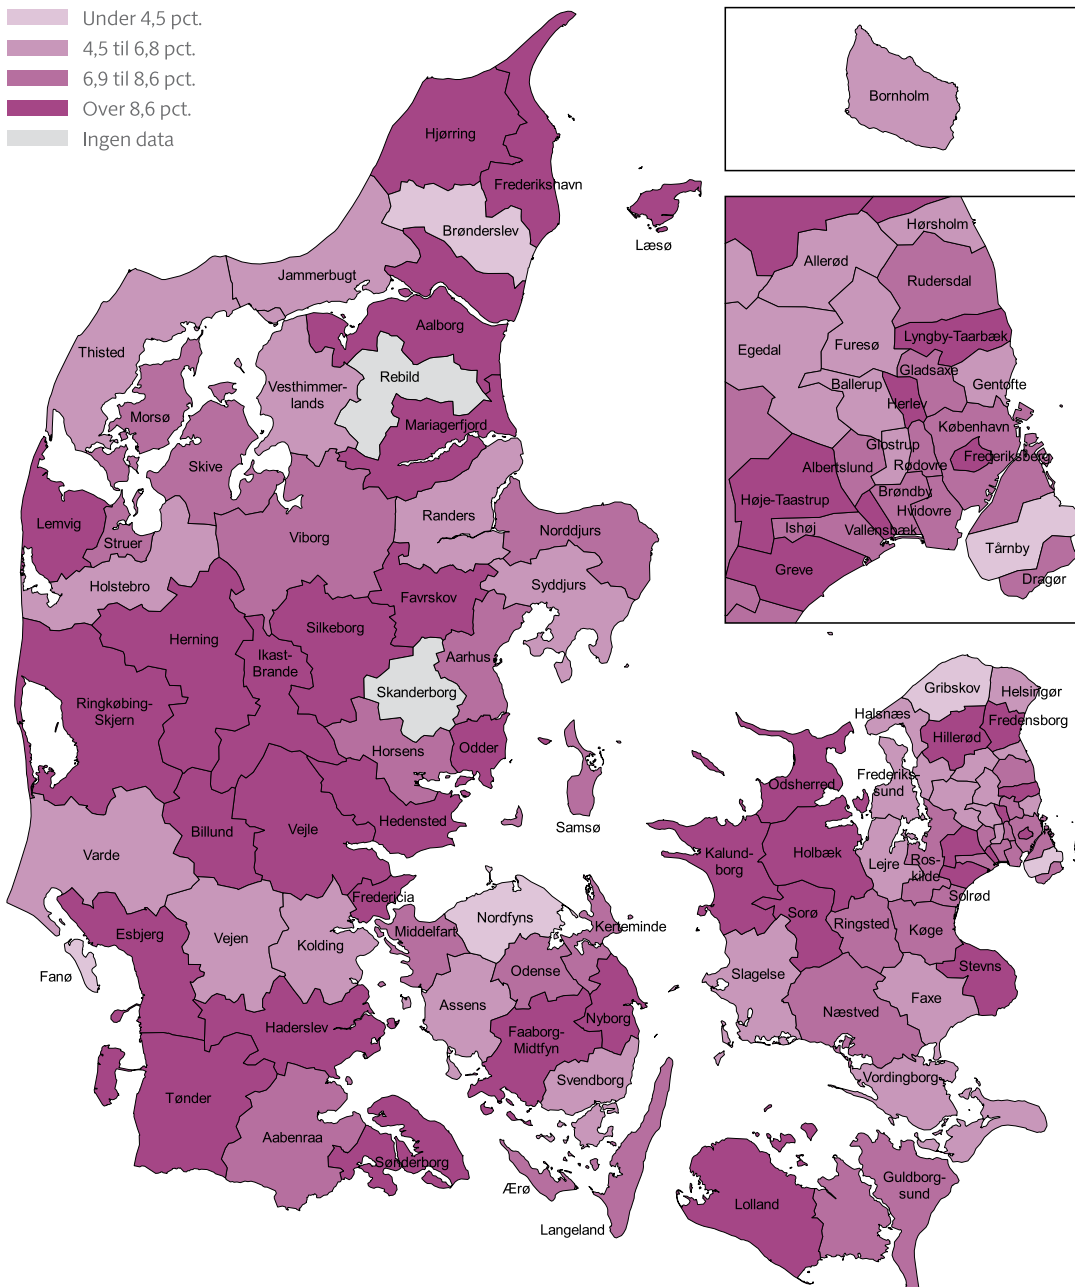 Under 4,5 pct.
4,5 til 6,8 pct.
6,9 til 8,6 pct.
Over 8,6 pct.
Ingen data
Bornholm
Hjørring
Frederikshavn
Læsø
Brønderslev
Jammerbugt
Aalborg
Thisted
Rebild
Vesthimmer-
lands
Morsø
Mariagerfjord
Skive
Lemvig
Struer
Viborg
Randers
Norddjurs
Holstebro
Syddjurs
Favrskov
Silkeborg
Herning
Ikast-
Brande
Aarhus
Skanderborg
Ringkøbing-
Skjern
Horsens
Odder
Samsø
Hedensted
Billund
Vejle
Varde
Fredericia
Esbjerg
Vejen
Kolding
Middelfart
Nordfyns
Kerteminde
Fanø
Odense
Assens
Haderslev
Faaborg-
Midtfyn
Nyborg
Svendborg
Tønder
Aabenraa
Sønderborg
Ærø
Langeland
Hørsholm
Allerød
Rudersdal
Lyngby-Taarbæk
Egedal
Furesø
Gladsaxe
Ballerup
Gentofte
Herlev
København
Glostrup
Frederiksberg
Albertslund
Rødovre
Høje-Taastrup
Brøndby
Hvidovre
Ishøj
Vallensbæk
Tårnby
Greve
Dragør
Gribskov
Helsingør
Halsnæs
Fredensborg
Hillerød
Odsherred
Frederiks-
sund
Kalund-
borg
Holbæk
Lejre
Ros-
kilde
Solrød
Sorø
Ringsted
Køge
Slagelse
Stevns
Næstved
Faxe
Vordingborg
Guldborg-
sund
Lolland